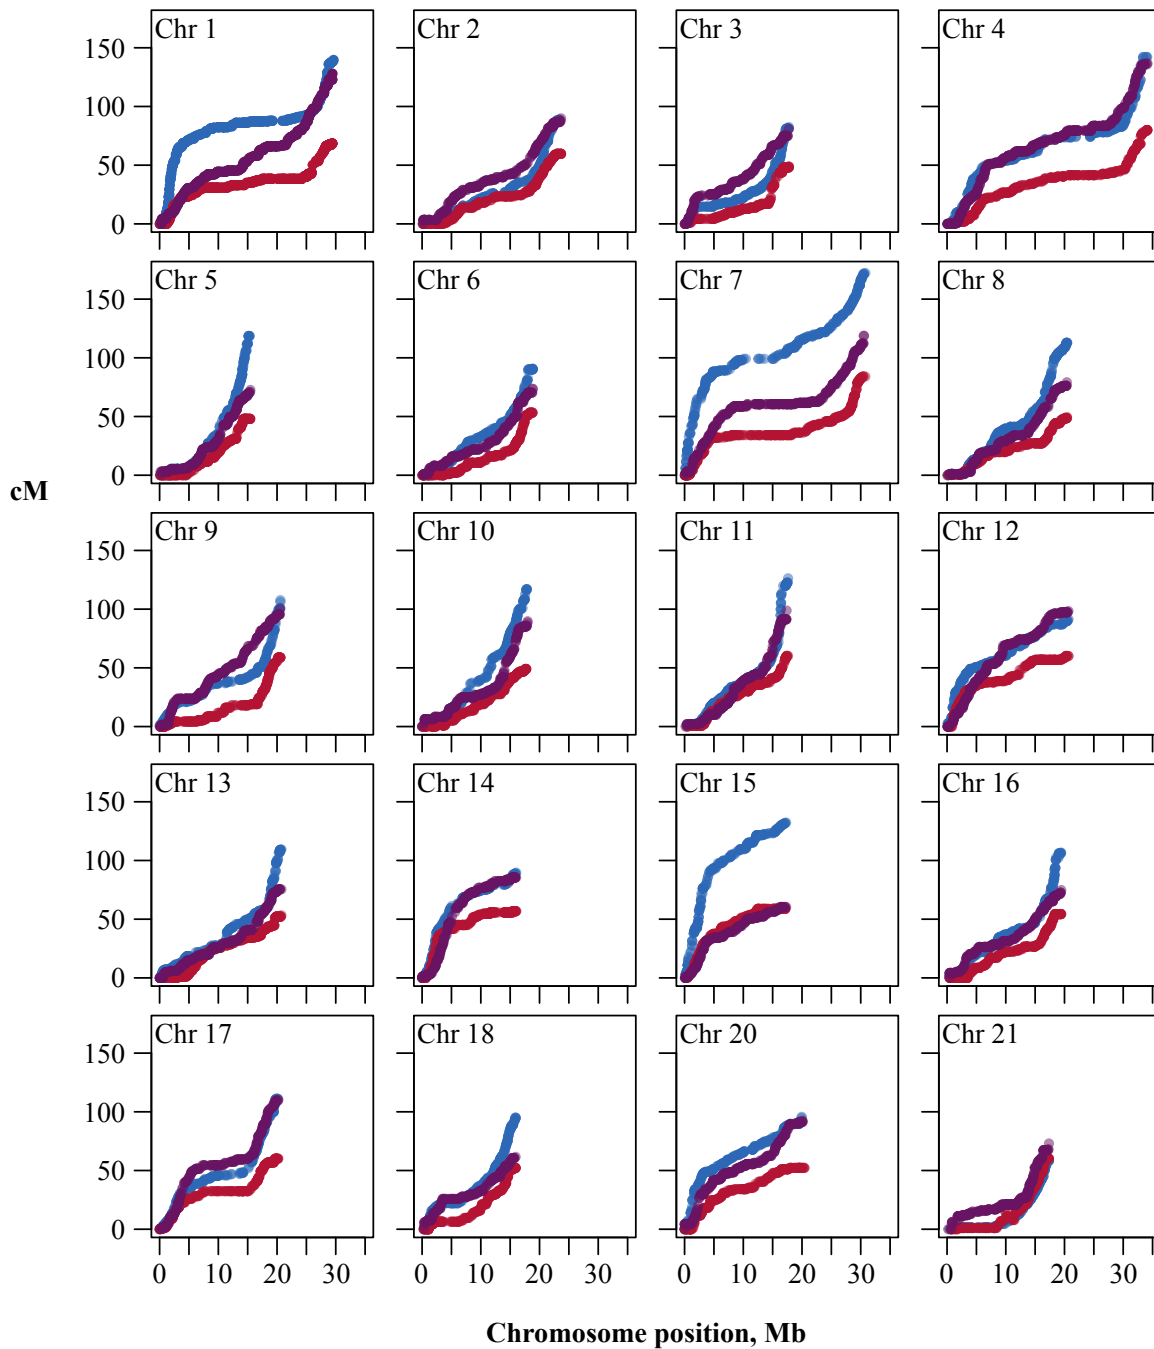 Chr 1 Chr 2 Chr 3 Chr 4
150
100
50
0
Chr 5 Chr 6 Chr 7 Chr 8
150
100
50
0
cM
Chr 9 Chr 10 Chr 11 Chr 12
150
100
50
0
Chr 13 Chr 14 Chr 15 Chr 16
150
100
50
0
Chr 17 Chr 18 Chr 20 Chr 21
150
100
50
0
0 10 20 30 0 10 20 30 0 10 20 30 0 10 20 30
Chromosome position, Mb